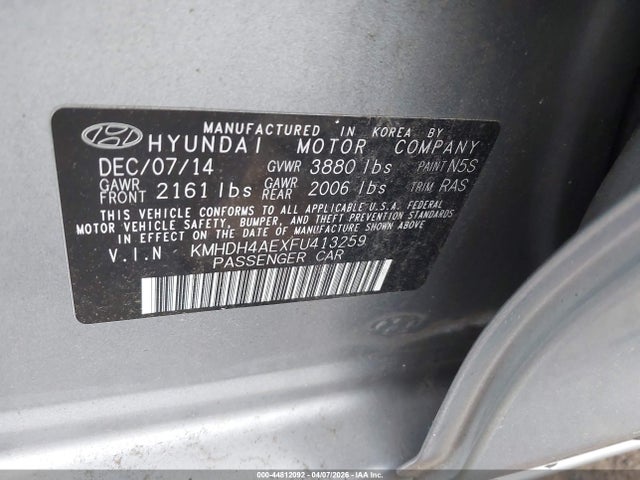 MANUFACTURED IN KOREA BY
HYUNDAI MOTOR COMPANY
DEC/07/14 GVWR 3880 lbs PAINT N5S
GAWR FRONT 2161 lbs GAWR REAR 2006 lbs TRIM RAS
THIS VEHICLE CONFORMS TO ALL APPLICABLE FEDERAL
MOTOR VEHICLE SAFETY, BUMPER, AND THEFT PREVENTION STANDARDS
IN EFFECT ON THE DATE OF MANUFACTURE SHOWN ABOVE.
V.I.N KMHDH4AEXFU413259
PASSENGER CAR
000-44812092 - 04/07/2026 - IAA Inc.